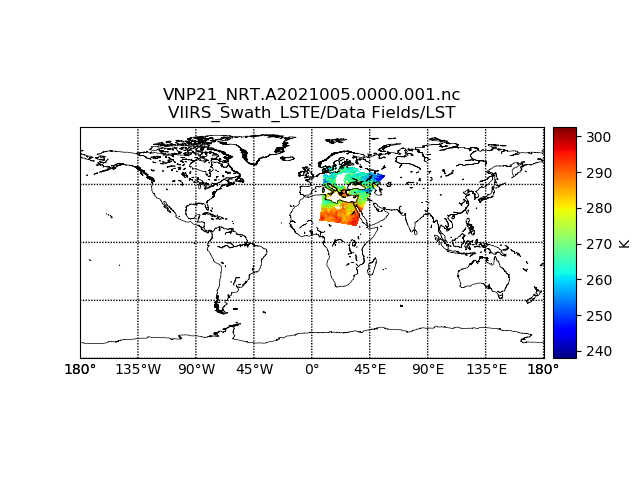 VNP21_NRT.A2021005.0000.001.nc
VIIRS_Swath_LSTE/Data Fields/LST
300
290
280
270
260
250
240
K
180° 135°W 90°W 45°W 0° 45°E 90°E 135°E 180°